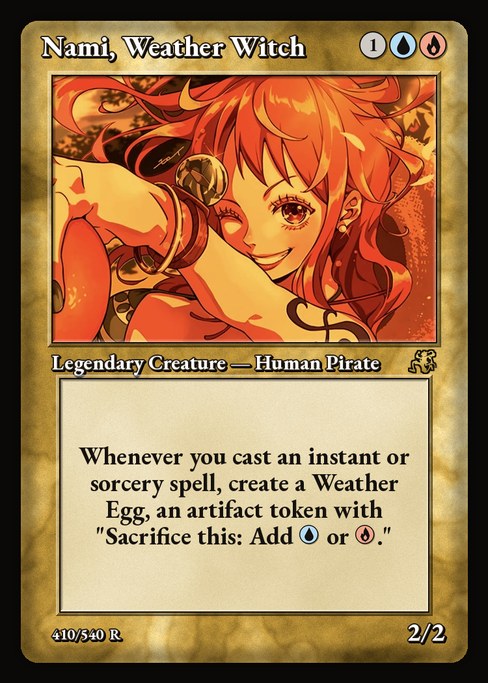 Nami, Weather Witch 1
Legendary Creature — Human Pirate
Whenever you cast an instant or
sorcery spell, create a Weather
Egg, an artifact token with
"Sacrifice this: Add or ."
410/540 R 2/2